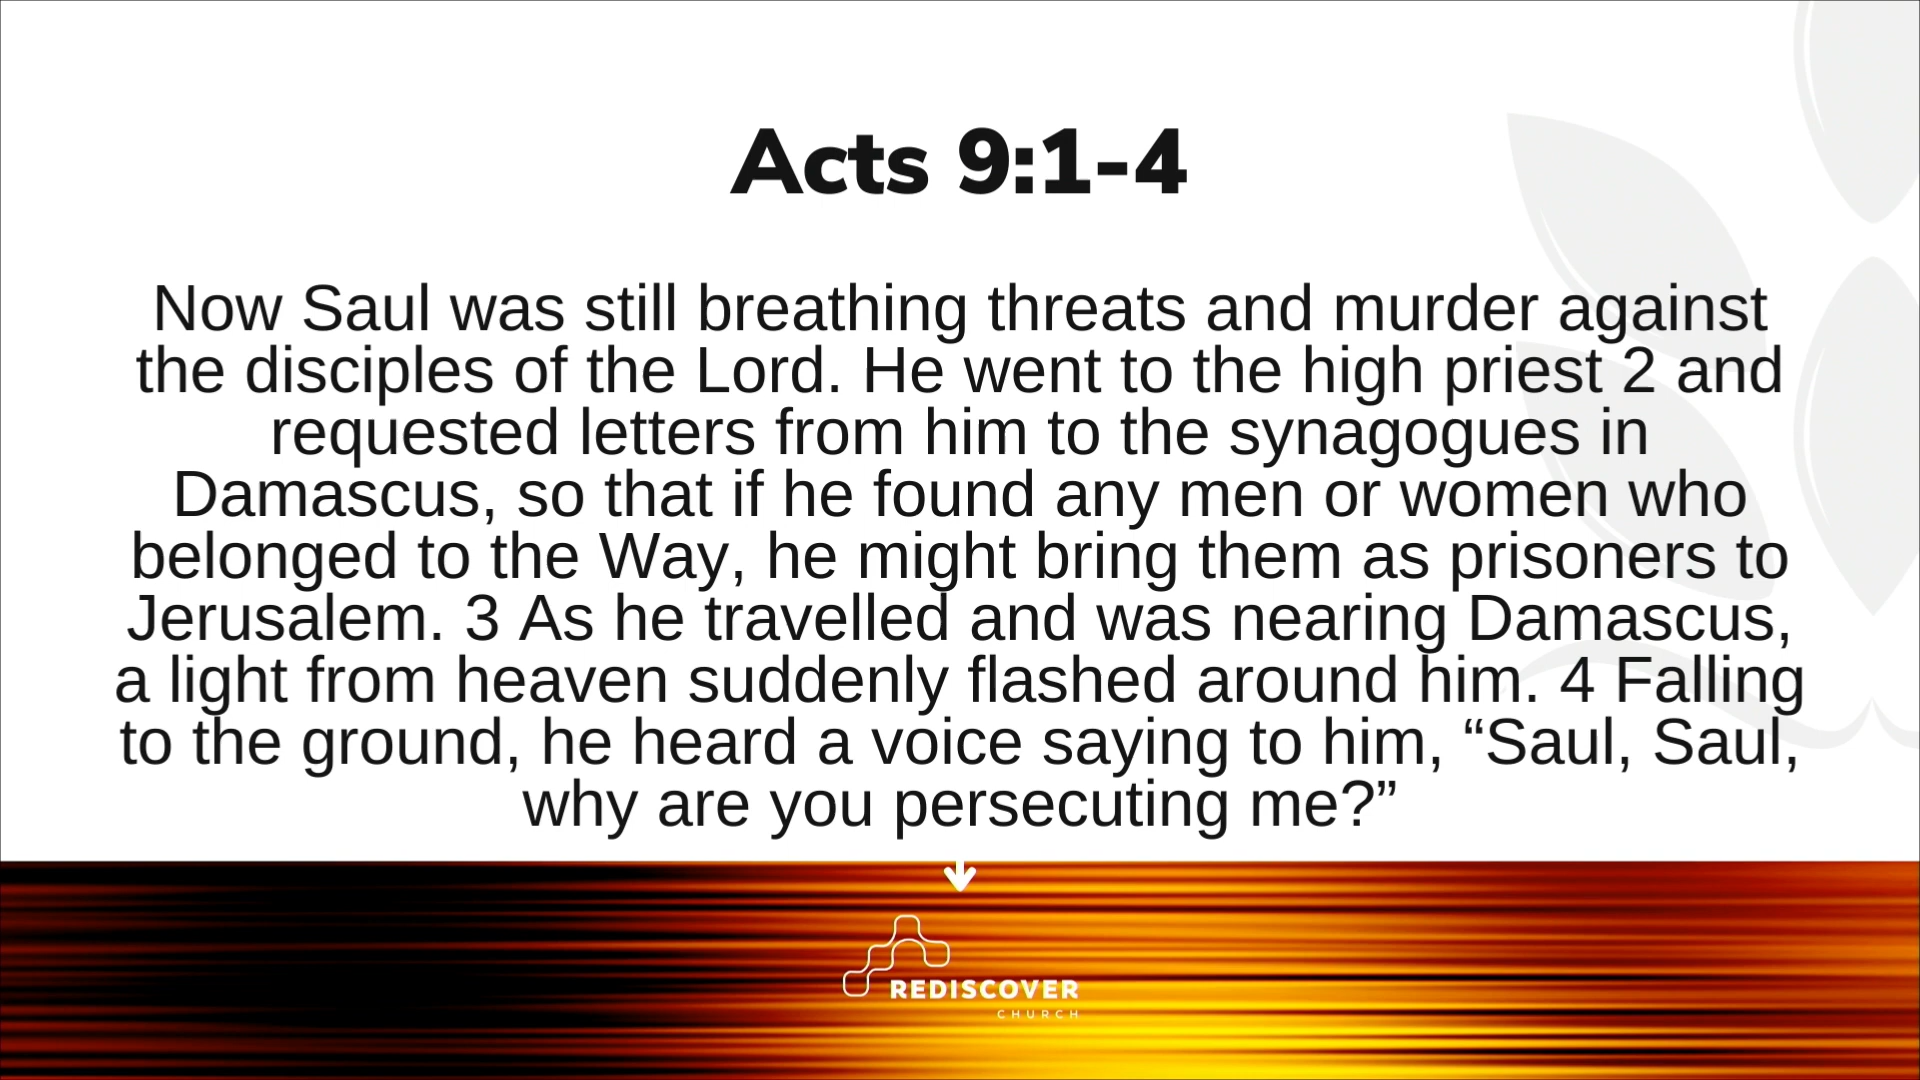 Acts 9:1-4
Now Saul was still breathing threats and murder against
the disciples of the Lord. He went to the high priest 2 and
requested letters from him to the synagogues in
Damascus, so that if he found any men or women who
belonged to the Way, he might bring them as prisoners to
Jerusalem. 3 As he travelled and was nearing Damascus,
a light from heaven suddenly flashed around him. 4 Falling
to the ground, he heard a voice saying to him, “Saul, Saul,
why are you persecuting me?”
REDISCOVER
CHURCH